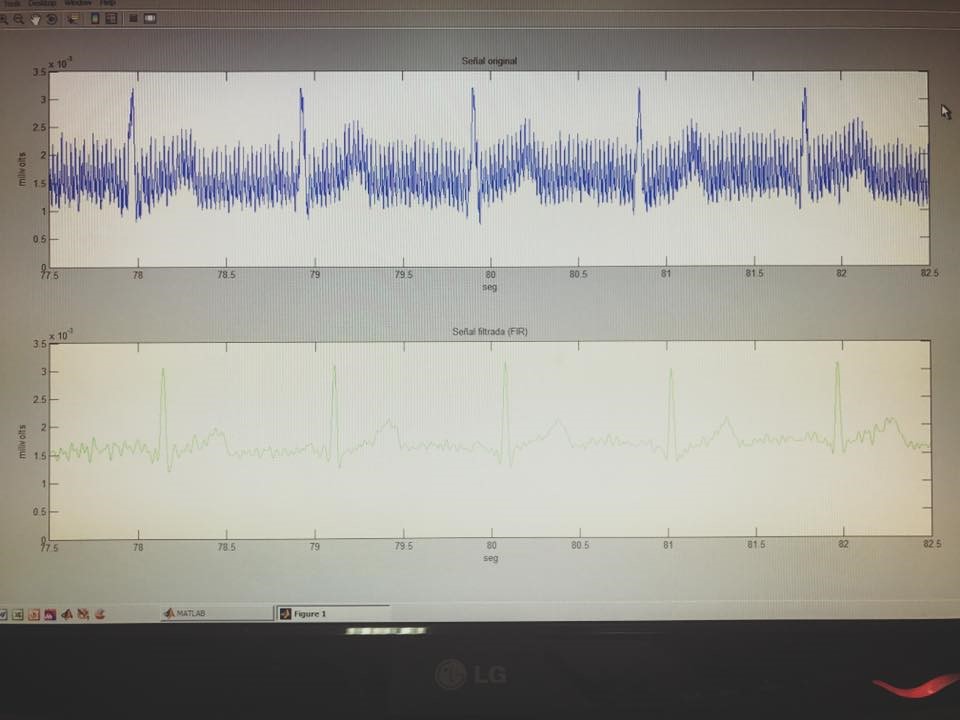 Tools Desktop Window Help
Señal original
x 10-3
3.5
3
2.5
2
1.5
1
0.5
0
milivolts
77.5 78 78.5 79 79.5 80 80.5 81 81.5 82 82.5
seg
Señal filtrada (FIR)
x 10-3
3.5
3
2.5
2
1.5
1
0.5
0
milivolts
77.5 78 78.5 79 79.5 80 80.5 81 81.5 82 82.5
seg
MATLAB Figure 1
LG